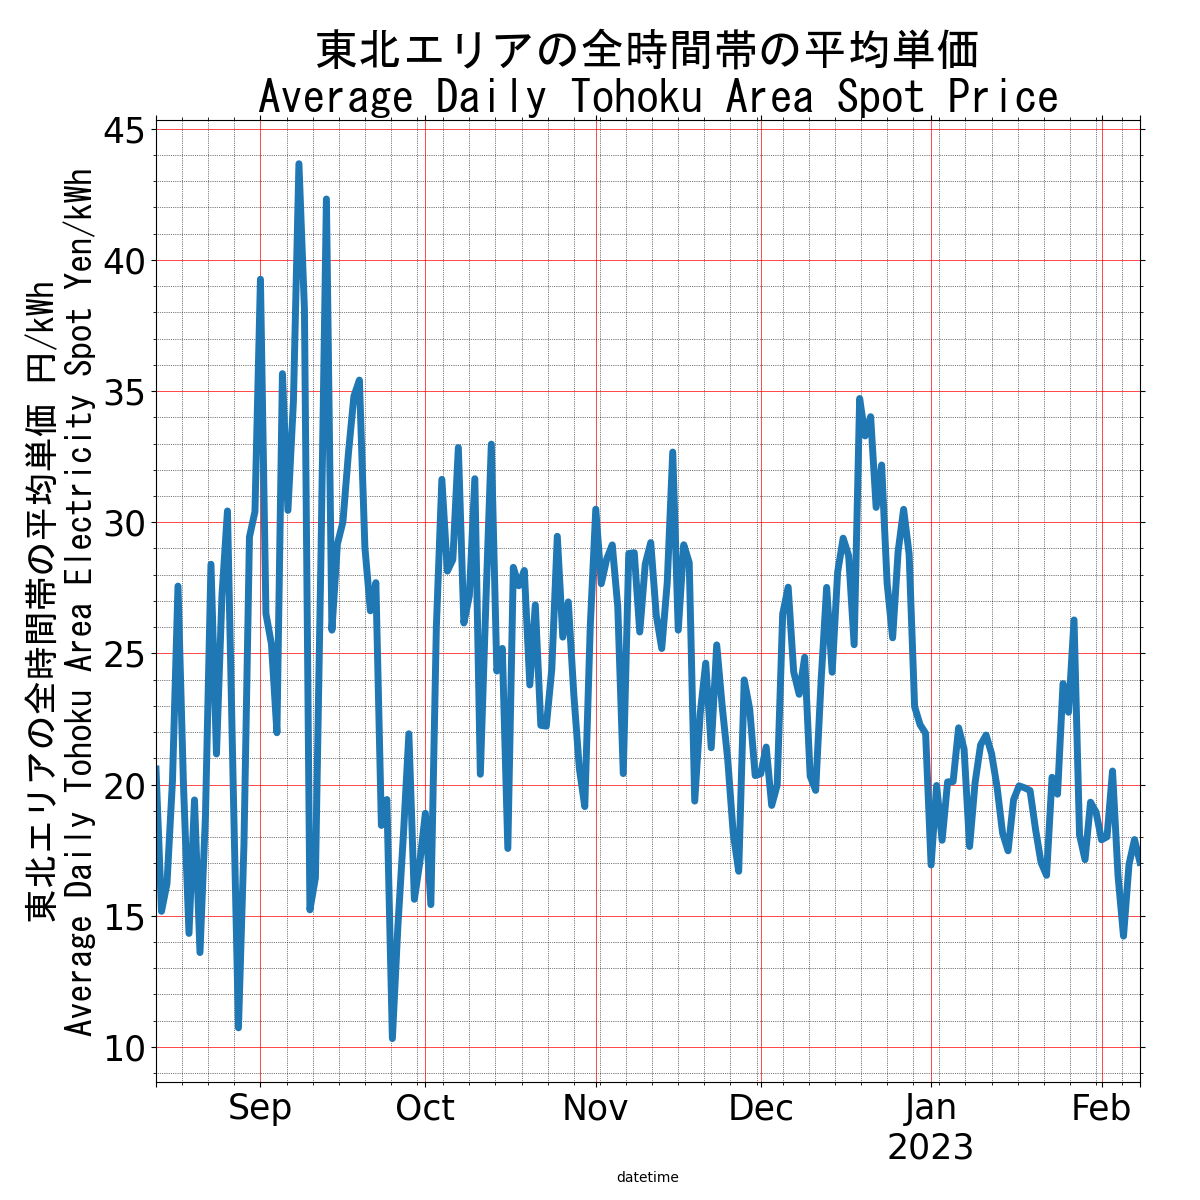 東北エリアの全時間帯の平均単価
Average Daily Tohoku Area Spot Price
東北エリアの全時間帯の平均単価 円/kWh
Average Daily Tohoku Area Electricity Spot Yen/kWh
45
40
35
30
25
20
15
10
Sep Oct Nov Dec Jan Feb
2023
datetime